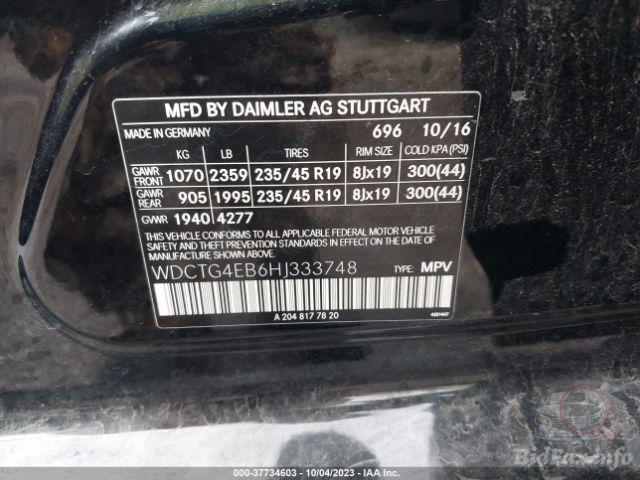 MFD BY DAIMLER AG STUTTGART
MADE IN GERMANY 696 10/16
KG LB TIRES RIM SIZE COLD KPA (PSI)
GAWR FRONT 1070 2359 235/45 R19 8Jx19 300(44)
GAWR REAR 905 1995 235/45 R19 8Jx19 300(44)
GVWR 1940 4277
THIS VEHICLE CONFORMS TO ALL APPLICABLE FEDERAL MOTOR VEHICLE
SAFETY AND THEFT PREVENTION STANDARDS IN EFFECT ON THE DATE
OF MANUFACTURE SHOWN ABOVE.
WDCTG4EB6HJ333748 TYPE: MPV
A 204 817 78 20
BidFax.info
000-37734603 - 10/04/2023 - IAA Inc.